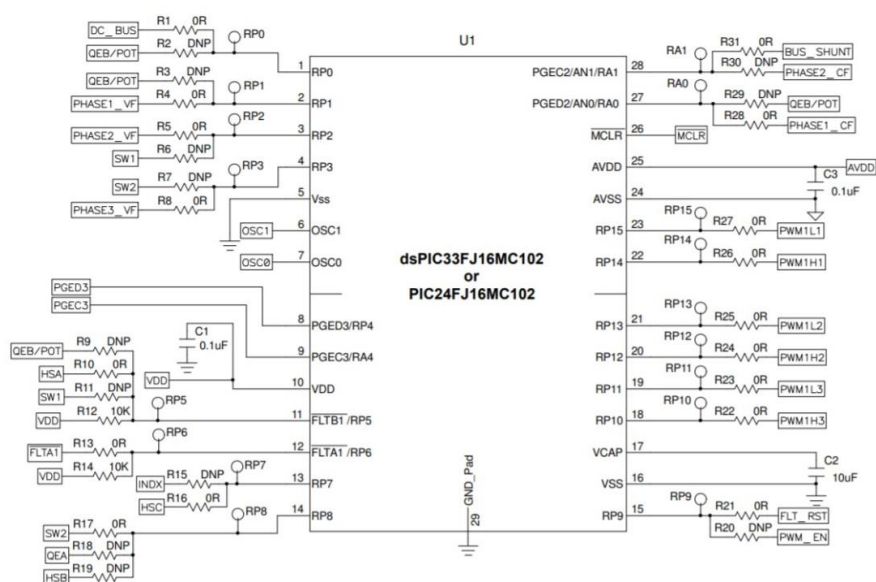 U1
DC_BUS R1 0R
RP0
QEB/POT R2 DNP
1 RP0
QEB/POT R3 DNP
RP1
PHASE1_VF R4 0R
2 RP1
PHASE2_VF R5 0R
RP2
3 RP2
SW1 R6 DNP
RP3
4 RP3
SW2 R7 DNP
PHASE3_VF R8 0R
5 Vss
OSC1 6 OSC1
OSC0 7 OSC0
dsPIC33FJ16MC102
or
PIC24FJ16MC102
PGED3
PGEC3
8 PGED3/RP4
C1
0.1uF
9 PGEC3/RA4
VDD
10 VDD
QEB/POT R9 DNP
HSA R10 0R
SW1 R11 DNP
VDD R12 10K
RP5
11 FLTB1/RP5
RP6
FLTA1 R13 0R
12 FLTA1/RP6
VDD R14 10K
INDX R15 DNP
RP7
13 RP7
HSC R16 0R
RP8
14 RP8
SW2 R17 0R
QEA R18 DNP
HSB R19 DNP
GND_Pad
29
RA1
R31 0R BUS_SHUNT
PGEC2/AN1/RA1 28
R30 DNP PHASE2_CF
RA0
R29 DNP QEB/POT
PGED2/AN0/RA0 27
R28 0R PHASE1_CF
MCLR 26 MCLR
AVDD 25 AVDD
C3
0.1uF
AVSS 24
RP15
RP15 23 R27 0R PWM1L1
RP14
RP14 22 R26 0R PWM1H1
RP13
RP13 21 R25 0R PWM1L2
RP12
RP12 20 R24 0R PWM1H2
RP11
RP11 19 R23 0R PWM1L3
RP10
RP10 18 R22 0R PWM1H3
VCAP 17
C2
10uF
VSS 16
RP9
RP9 15 R21 0R FLT_RST
R20 DNP PWM_EN